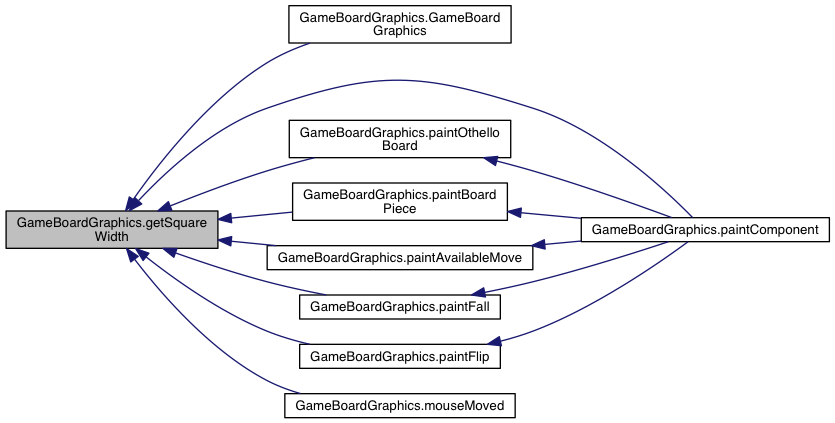 GameBoardGraphics.GameBoard
Graphics
GameBoardGraphics.paintOthello
Board
GameBoardGraphics.paintBoard
Piece
GameBoardGraphics.getSquare
Width
GameBoardGraphics.paintComponent
GameBoardGraphics.paintAvailableMove
GameBoardGraphics.paintFall
GameBoardGraphics.paintFlip
GameBoardGraphics.mouseMoved